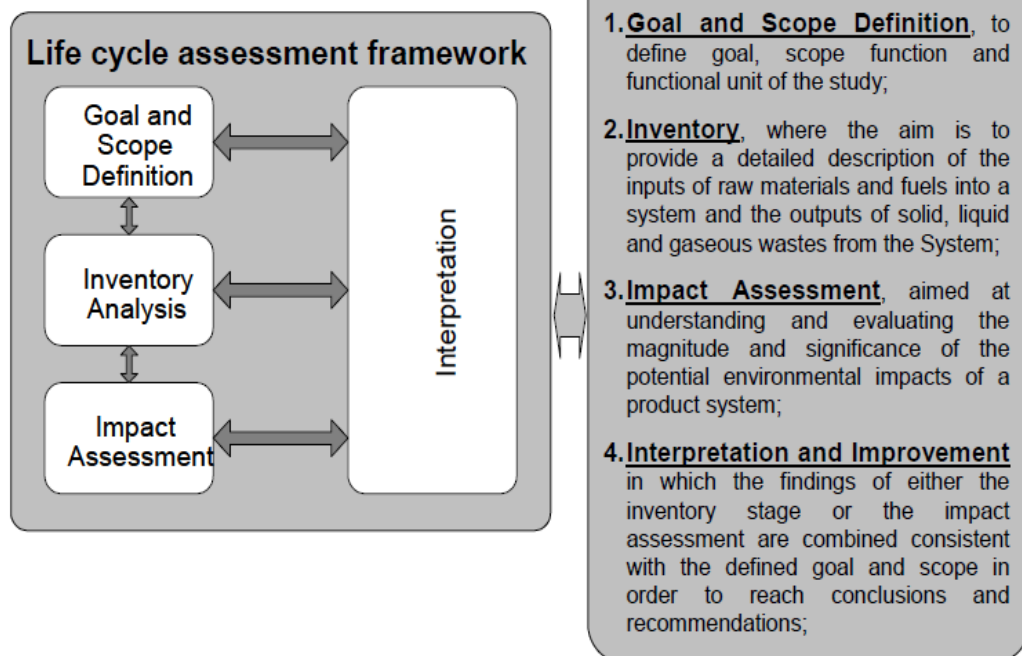 Life cycle assessment framework
Goal and
Scope
Definition
Inventory
Analysis
Impact
Assessment
Interpretation
1. Goal and Scope Definition, to
define goal, scope function and
functional unit of the study;
2. Inventory, where the aim is to
provide a detailed description of the
inputs of raw materials and fuels into a
system and the outputs of solid, liquid
and gaseous wastes from the System;
3. Impact Assessment, aimed at
understanding and evaluating the
magnitude and significance of the
potential environmental impacts of a
product system;
4. Interpretation and Improvement
in which the findings of either the
inventory stage or the impact
assessment are combined consistent
with the defined goal and scope in
order to reach conclusions and
recommendations;